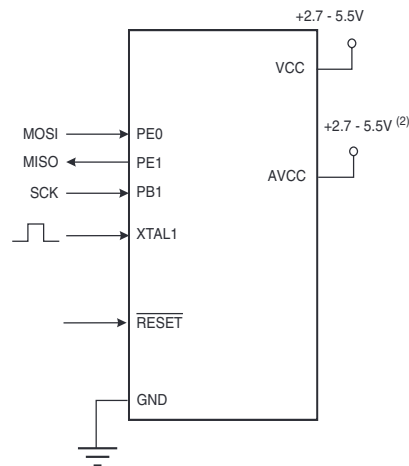 +2.7 - 5.5V
VCC
+2.7 - 5.5V (2)
MOSI PE0
MISO PE1
AVCC
SCK PB1
XTAL1
RESET
GND